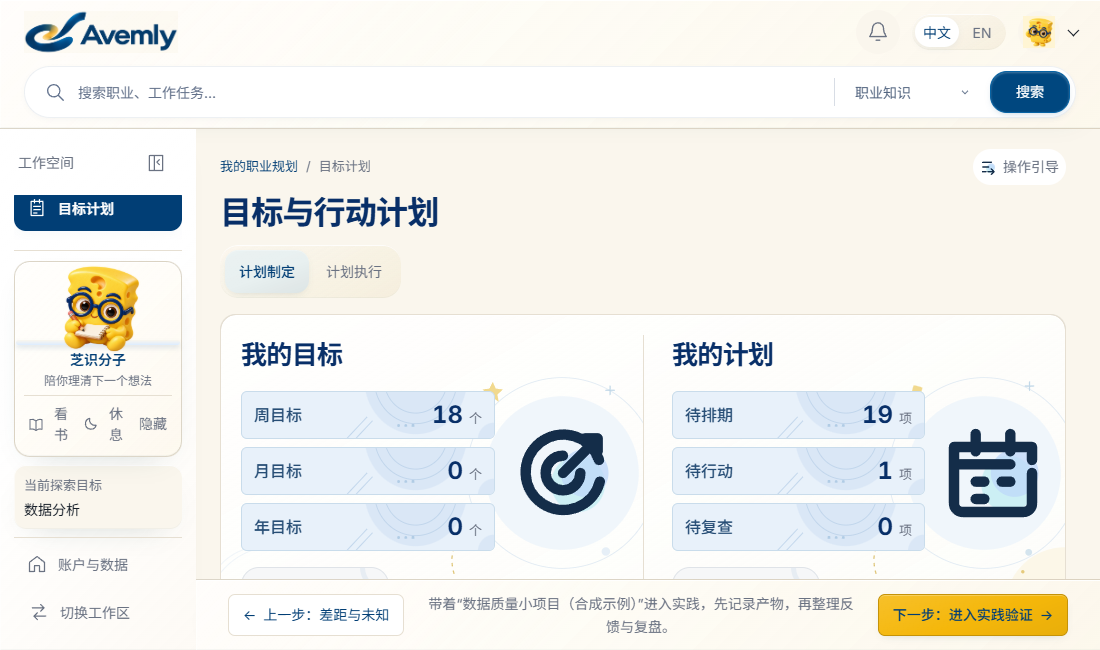 Avemly
中文 EN
搜索职业、工作任务...
职业知识
搜索
工作空间
目标计划
芝识分子
陪你理清下一个想法
看书
休息
隐藏
当前探索目标
数据分析
账户与数据
切换工作区
我的职业规划 / 目标计划
操作引导
目标与行动计划
计划制定 计划执行
我的目标
周目标 18 个
月目标 0 个
年目标 0 个
我的计划
待排期 19 项
待行动 1 项
待复查 0 项
← 上一步：差距与未知
带着“数据质量小项目（合成示例）”进入实践，先记录产物，再整理反
馈与复盘。
下一步：进入实践验证 →